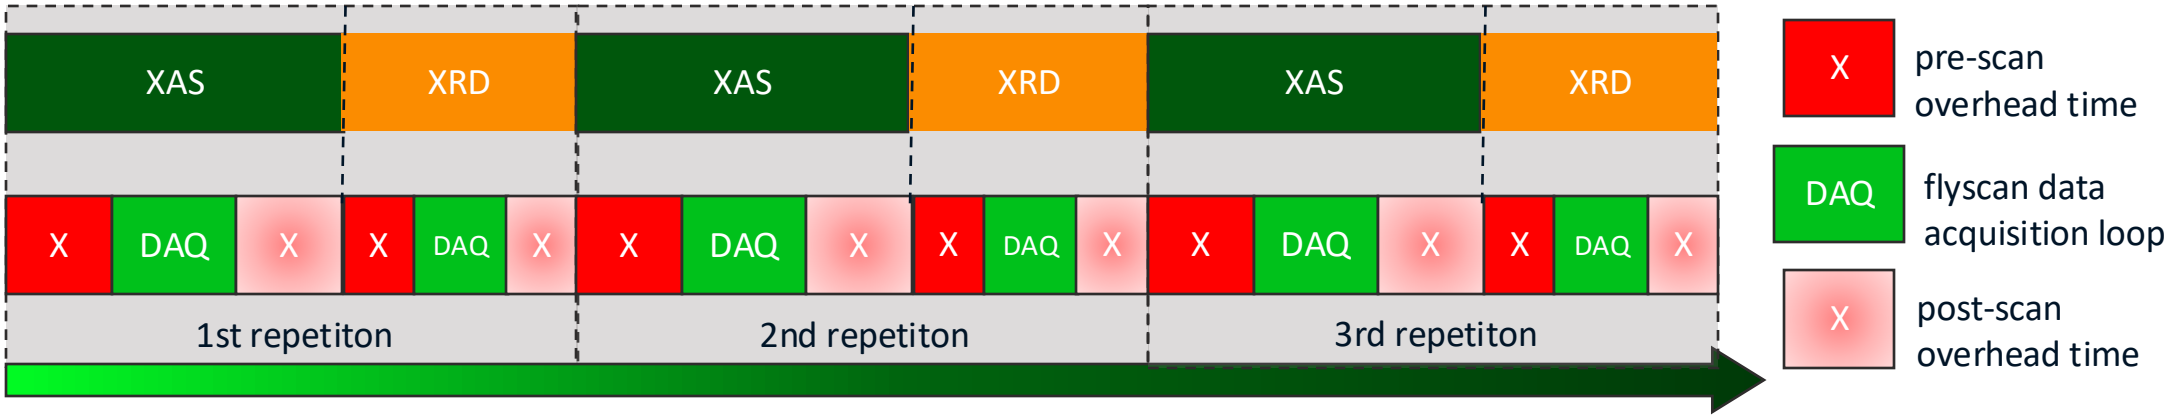 XAS XRD XAS XRD XAS XRD
X DAQ X X DAQ X X DAQ X X DAQ X X DAQ X X DAQ X
1st repetiton 2nd repetiton 3rd repetiton
X pre-scan
overhead time
DAQ flyscan data
acquisition loop
X post-scan
overhead time